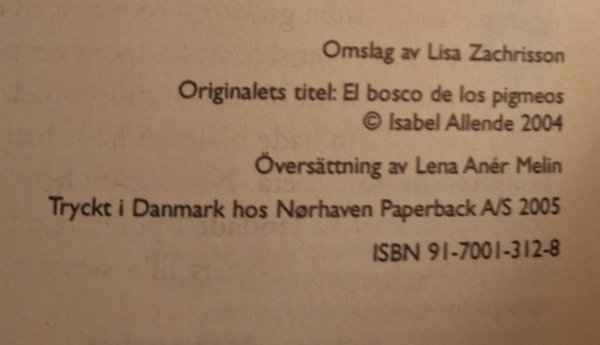 Omslag av Lisa Zachrisson
Originalets titel: El bosco de los pigmeos
© Isabel Allende 2004
Översättning av Lena Anér Melin
Tryckt i Danmark hos Nørhaven Paperback A/S 2005
ISBN 91-7001-312-8